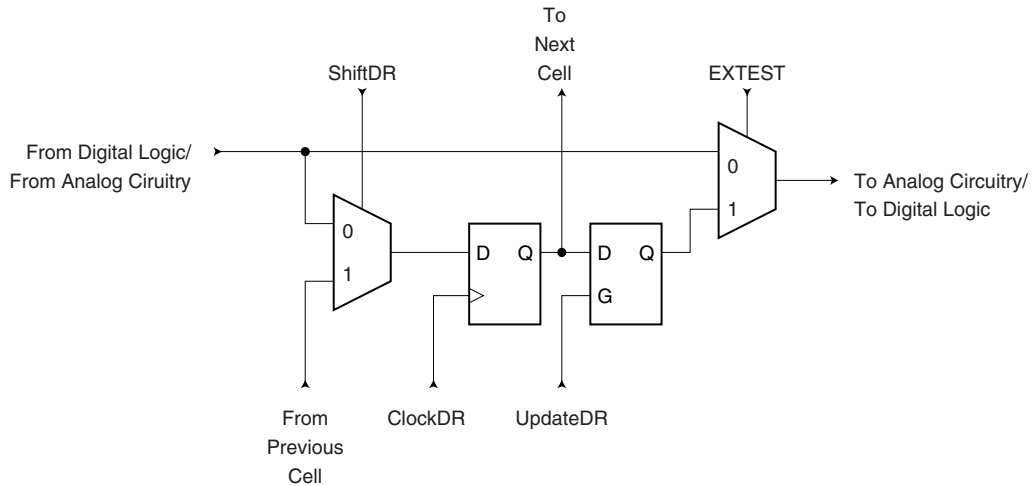 To
Next
Cell
ShiftDR
EXTEST
From Digital Logic/
From Analog Ciruitry
0
1
0
1
D Q
D Q
G
To Analog Circuitry/
To Digital Logic
From
Previous
Cell
ClockDR
UpdateDR